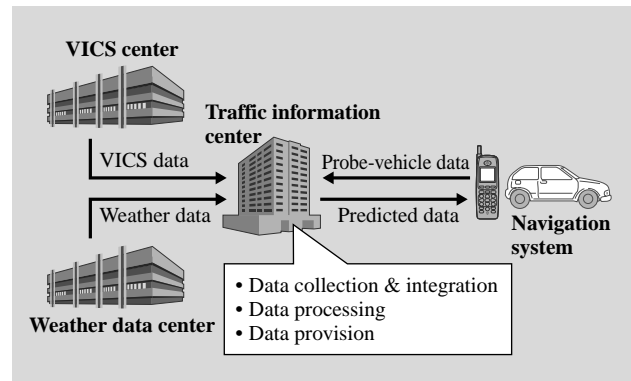 VICS center
Traffic information
center
VICS data
Probe-vehicle data
Weather data
Predicted data
Navigation
system
Weather data center
• Data collection & integration
• Data processing
• Data provision